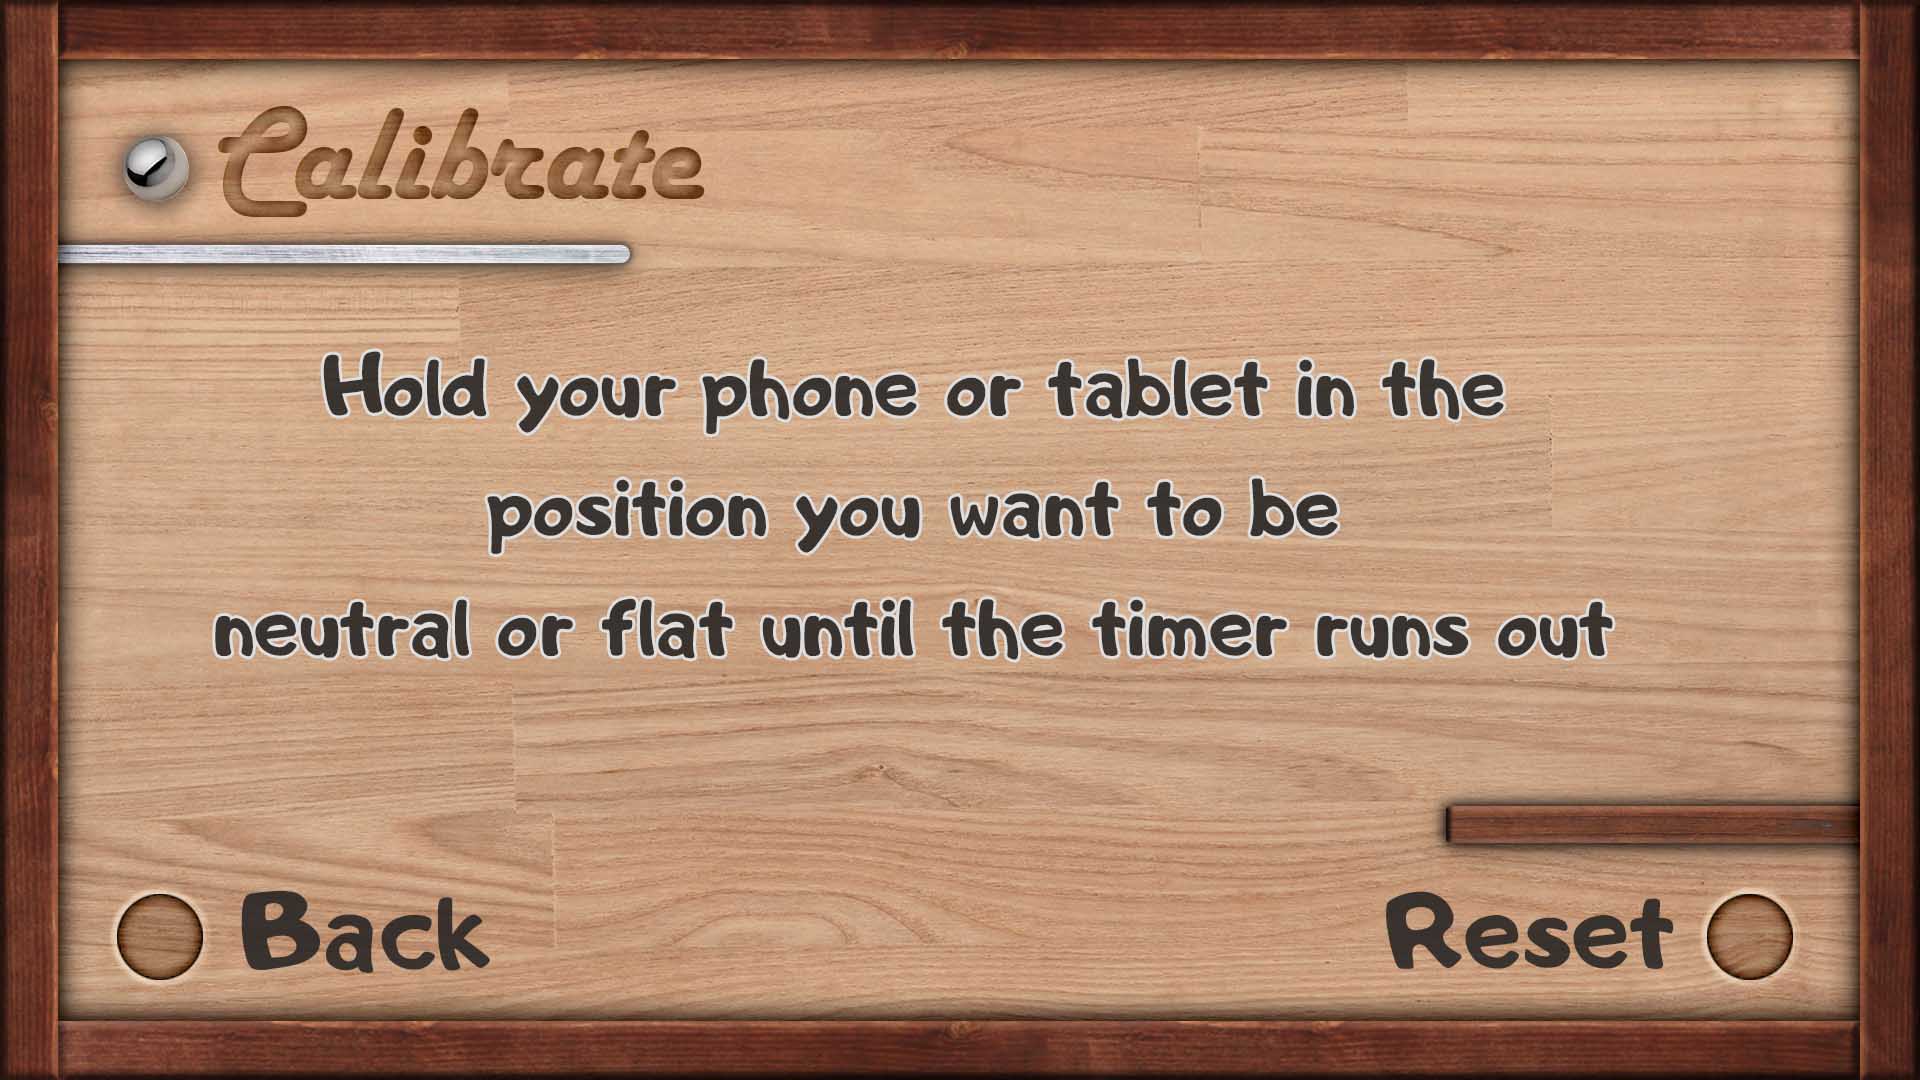 Calibrate
Hold your phone or tablet in the
position you want to be
neutral or flat until the timer runs out
Back
Reset